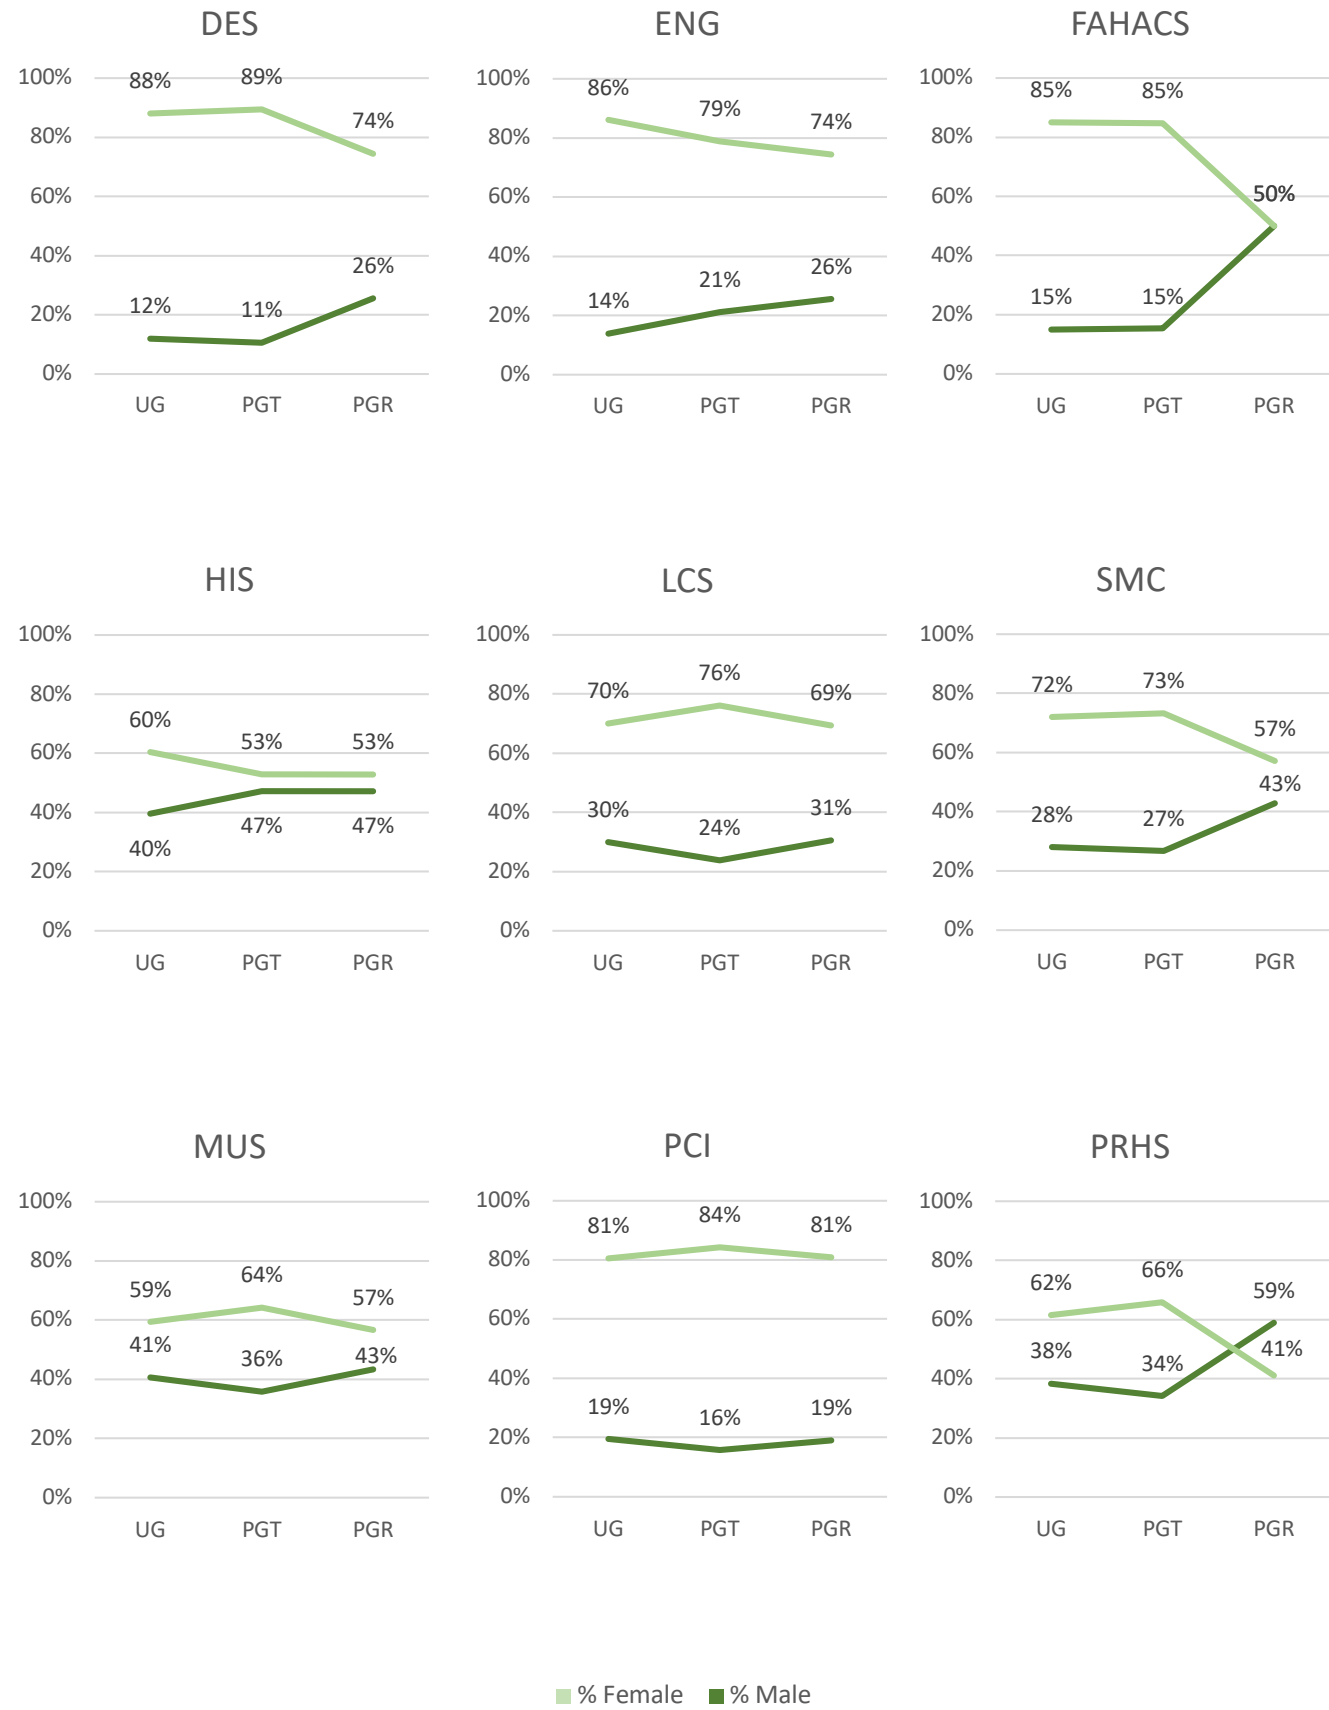 DES
ENG
FAHACS
100%
80%
60%
40%
20%
0%
88%
89%
74%
12%
11%
26%
UG
PGT
PGR
100%
80%
60%
40%
20%
0%
86%
79%
74%
14%
21%
26%
UG
PGT
PGR
100%
80%
60%
40%
20%
0%
85%
85%
50%
50%
15%
15%
UG
PGT
PGR
HIS
LCS
SMC
100%
80%
60%
40%
20%
0%
60%
53%
53%
40%
47%
47%
UG
PGT
PGR
100%
80%
60%
40%
20%
0%
70%
76%
69%
30%
24%
31%
UG
PGT
PGR
100%
80%
60%
40%
20%
0%
72%
73%
57%
28%
27%
43%
UG
PGT
PGR
MUS
PCI
PRHS
100%
80%
60%
40%
20%
0%
59%
64%
57%
41%
36%
43%
UG
PGT
PGR
100%
80%
60%
40%
20%
0%
81%
84%
81%
19%
16%
19%
UG
PGT
PGR
100%
80%
60%
40%
20%
0%
62%
66%
59%
38%
34%
41%
UG
PGT
PGR
% Female
% Male